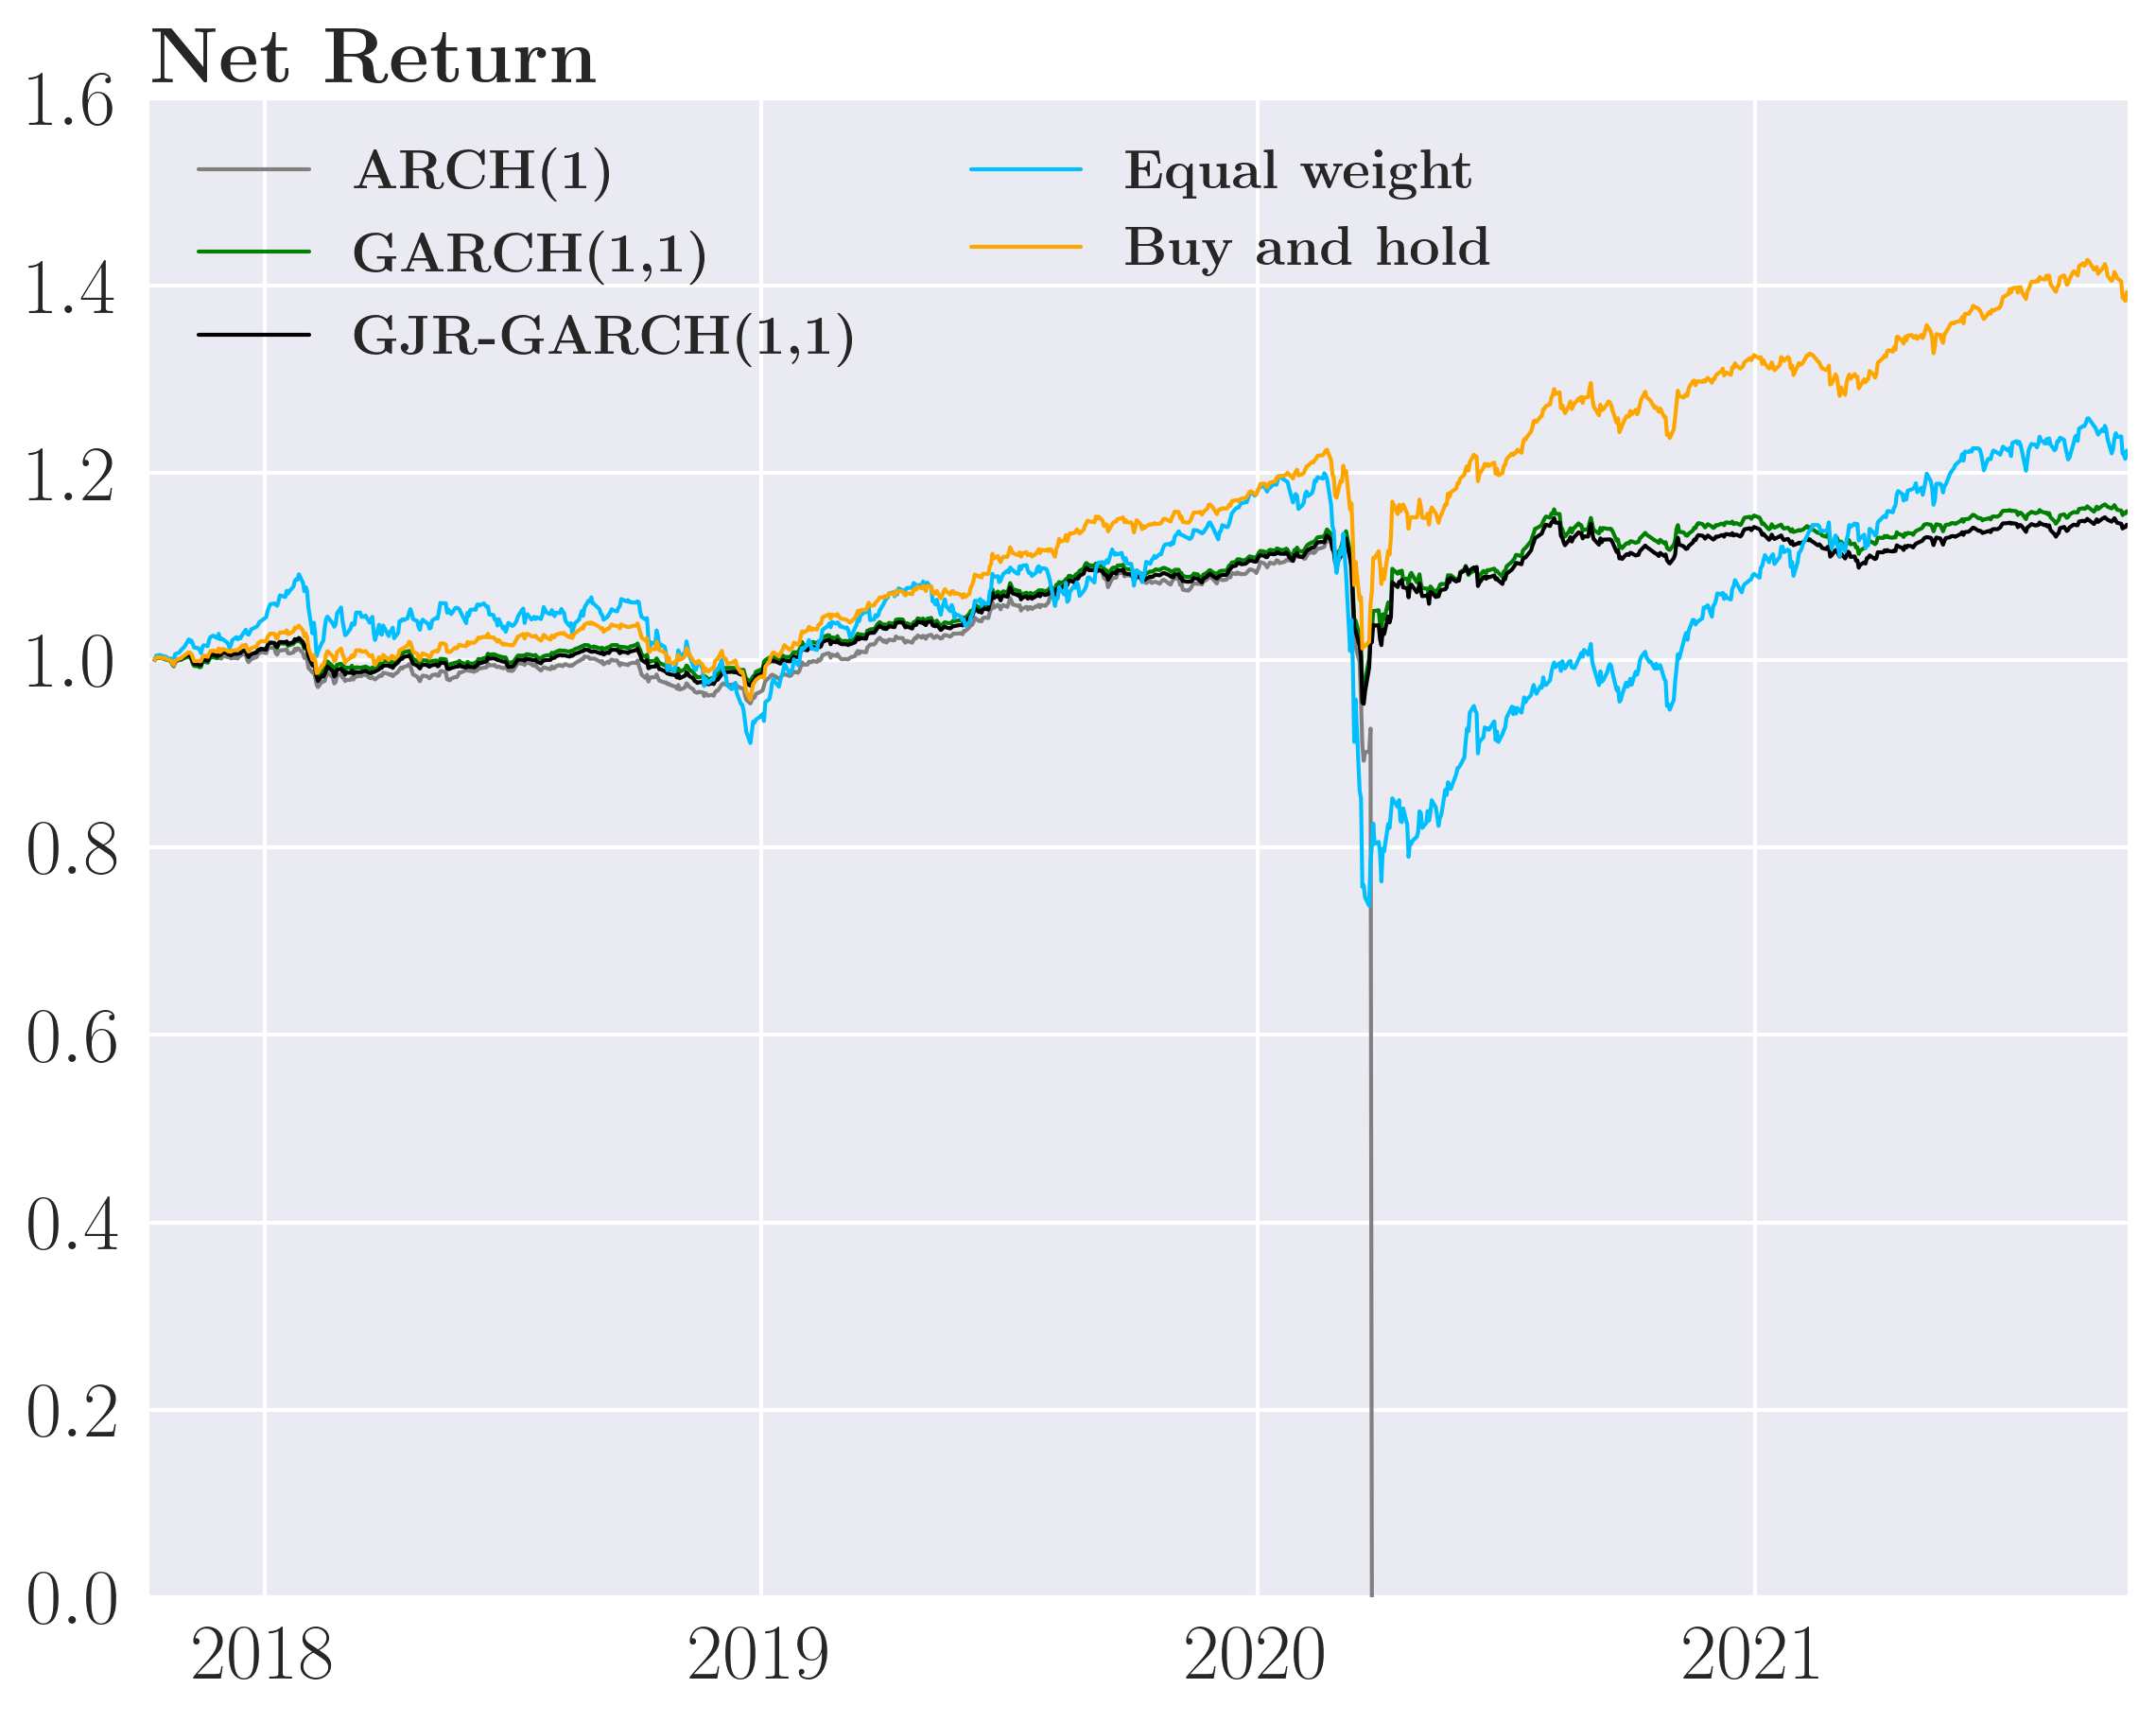 Net Return
1.6
1.4
1.2
1.0
0.8
0.6
0.4
0.2
0.0
ARCH(1)
GARCH(1,1)
GJR-GARCH(1,1)
Equal weight
Buy and hold
2018 2019 2020 2021